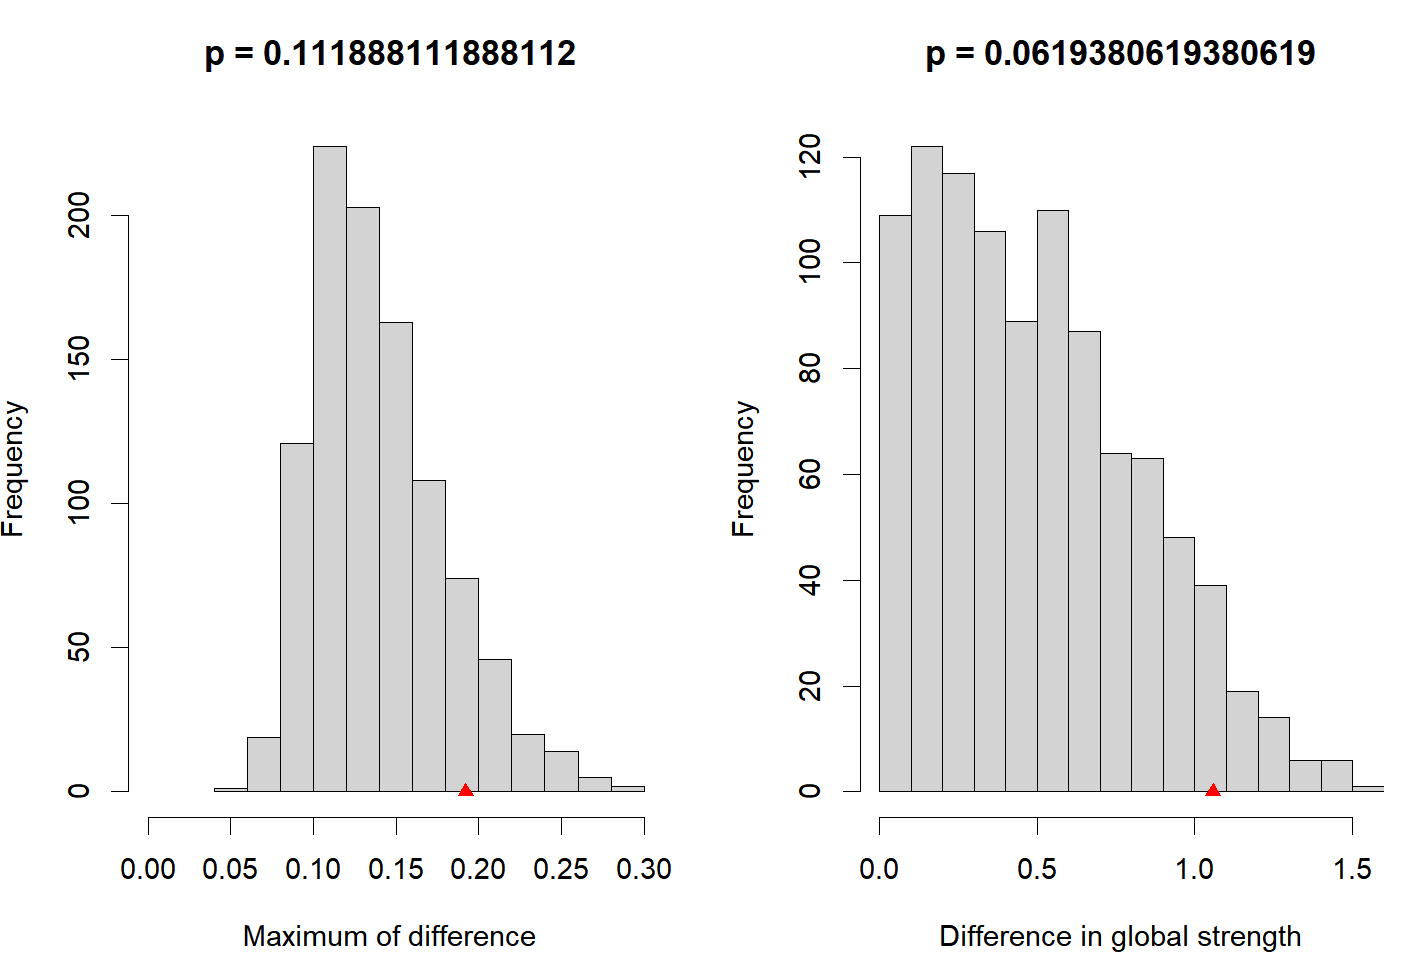 p = 0.111888111888112
Frequency
200
150
100
50
0
0.00 0.05 0.10 0.15 0.20 0.25 0.30
Maximum of difference
p = 0.0619380619380619
Frequency
120
100
80
60
40
20
0
0.0 0.5 1.0 1.5
Difference in global strength